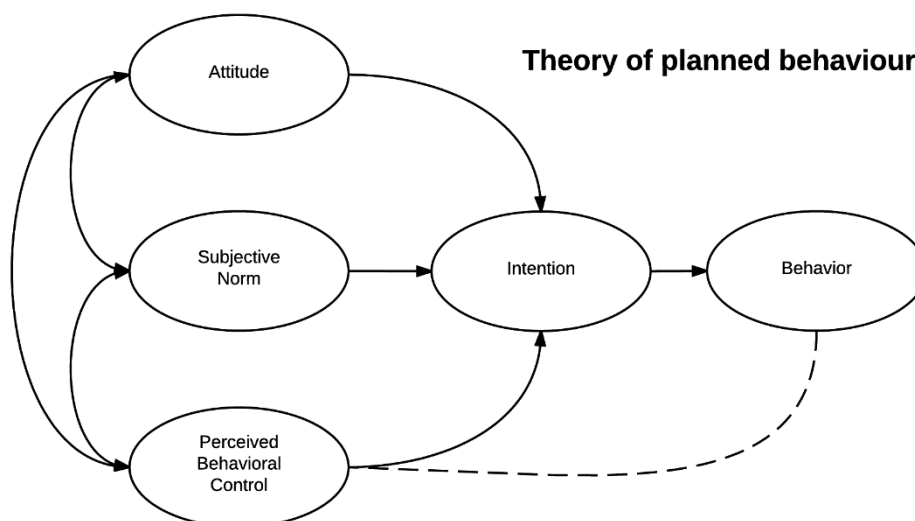 Theory of planned behaviour
Attitude
Subjective
Norm
Intention
Behavior
Perceived
Behavioral
Control